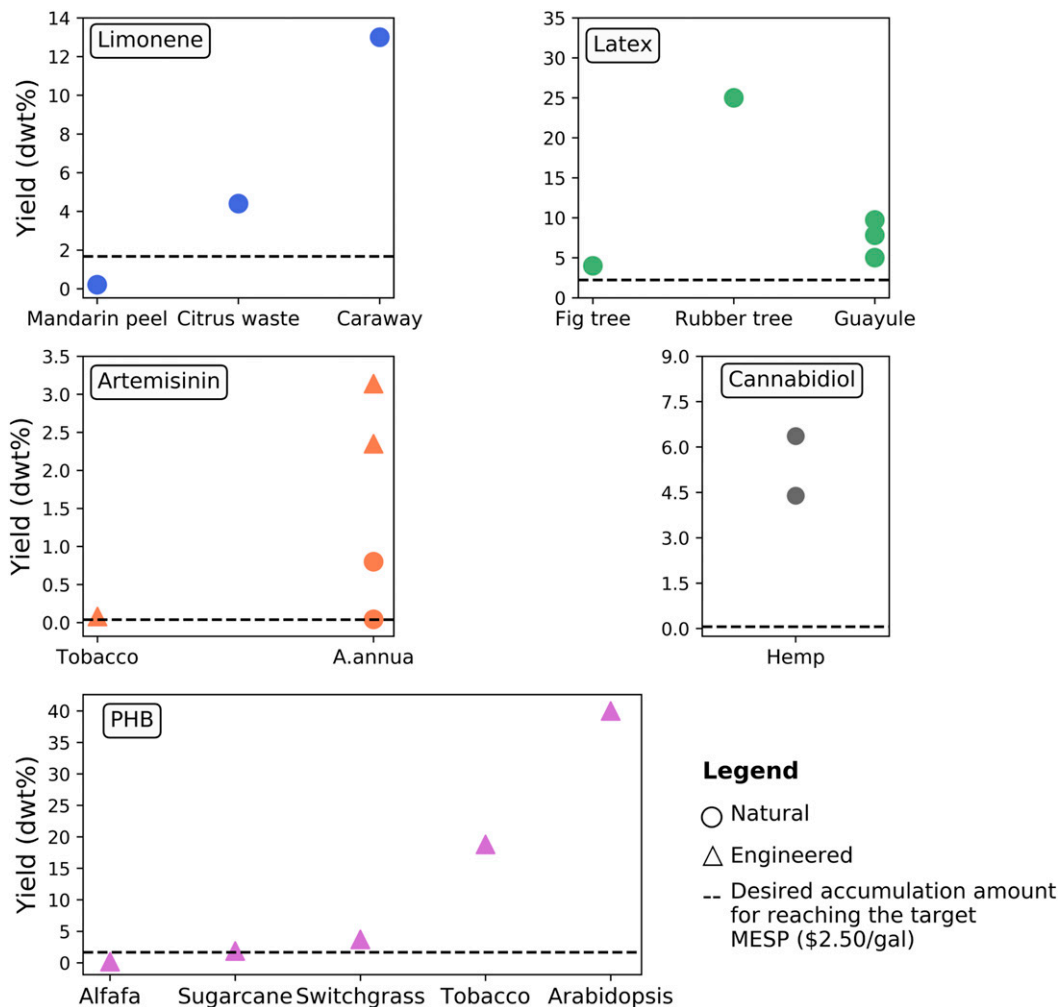 Limonene
Yield (dwt%)
14
12
10
8
6
4
2
0
Mandarin peel Citrus waste Caraway
Latex
35
30
25
20
15
10
5
0
Fig tree Rubber tree Guayule
Artemisinin
Yield (dwt%)
3.5
3.0
2.5
2.0
1.5
1.0
0.5
0.0
Tobacco A.annua
Cannabidiol
9.0
7.5
6.0
4.5
3.0
1.5
0.0
Hemp
PHB
Yield (dwt%)
40
35
30
25
20
15
10
5
0
Alfafa Sugarcane Switchgrass Tobacco Arabidopsis
Legend
Natural
Engineered
Desired accumulation amount
for reaching the target
MESP ($2.50/gal)